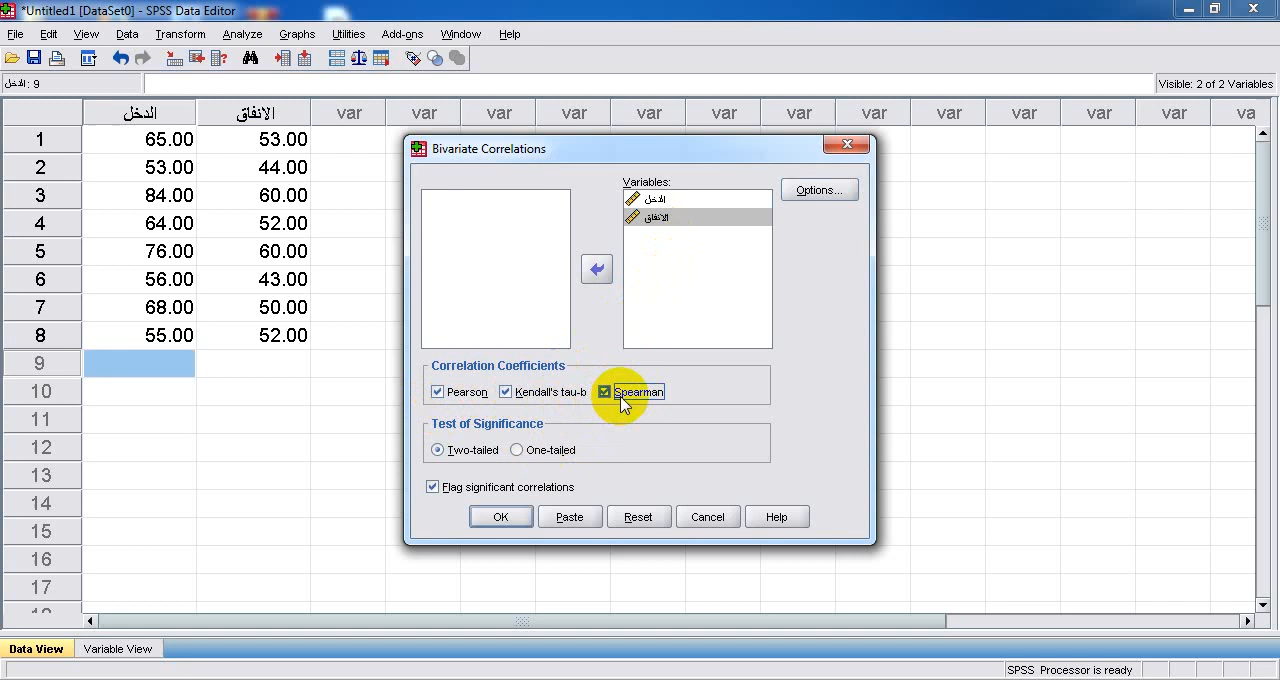 *Untitled1 [DataSet0] - SPSS Data Editor
File Edit View Data Transform Analyze Graphs Utilities Add-ons Window Help
9 : الدخل
Visible: 2 of 2 Variables
الدخل الانفاق var var var var var var var var var var var var va
1 65.00 53.00
2 53.00 44.00
3 84.00 60.00
4 64.00 52.00
5 76.00 60.00
6 56.00 43.00
7 68.00 50.00
8 55.00 52.00
9
10
11
12
13
14
15
16
17
18
Bivariate Correlations
Variables:
الدخل
الانفاق
Options...
Correlation Coefficients
Pearson Kendall's tau-b Spearman
Test of Significance
Two-tailed One-tailed
Flag significant correlations
OK Paste Reset Cancel Help
Data View Variable View
SPSS Processor is ready